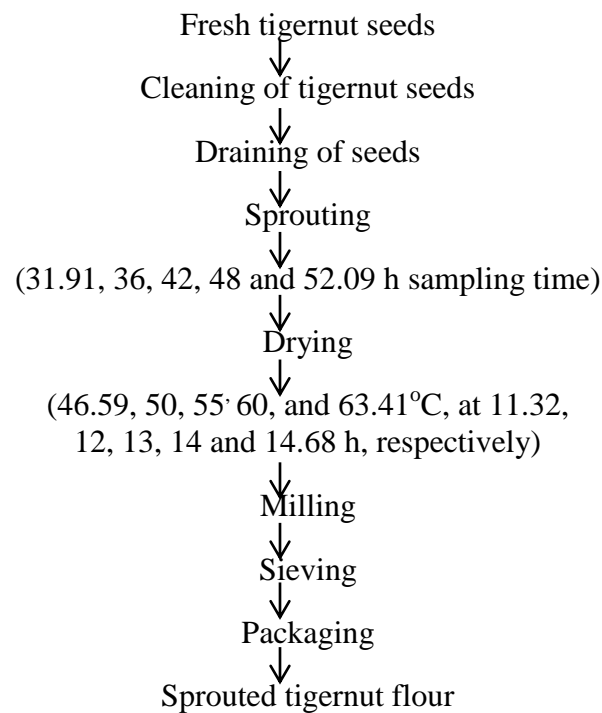 Fresh tigernut seeds
Cleaning of tigernut seeds
Draining of seeds
Sprouting
(31.91, 36, 42, 48 and 52.09 h sampling time)
Drying
(46.59, 50, 55, 60, and 63.41°C, at 11.32,
12, 13, 14 and 14.68 h, respectively)
Milling
Sieving
Packaging
Sprouted tigernut flour